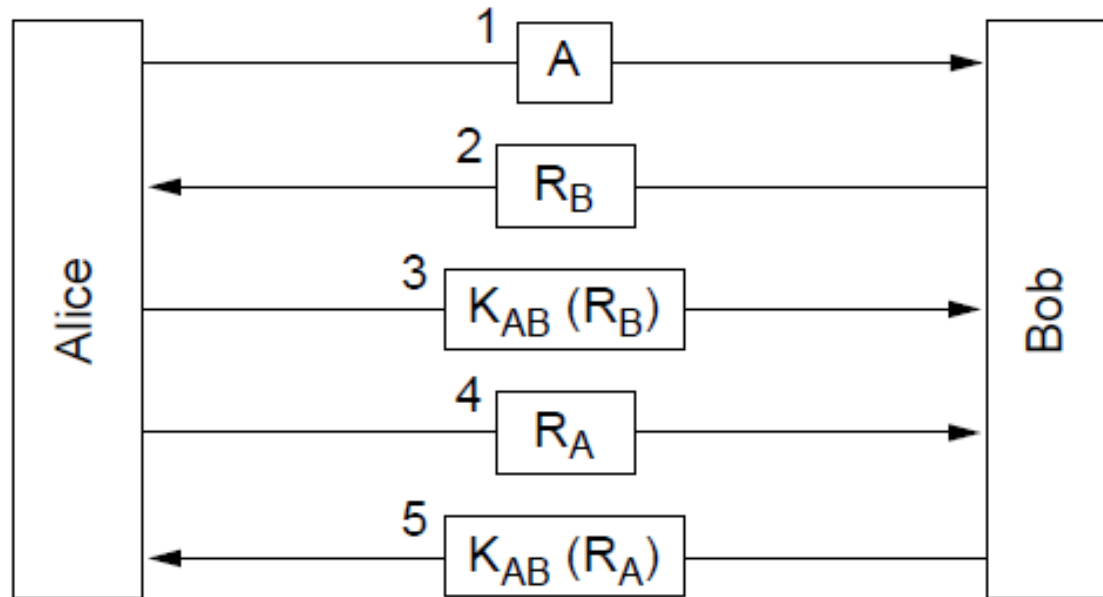 1
A
2
R_B
3
K_AB (R_B)
4
R_A
5
K_AB (R_A)
Alice
Bob